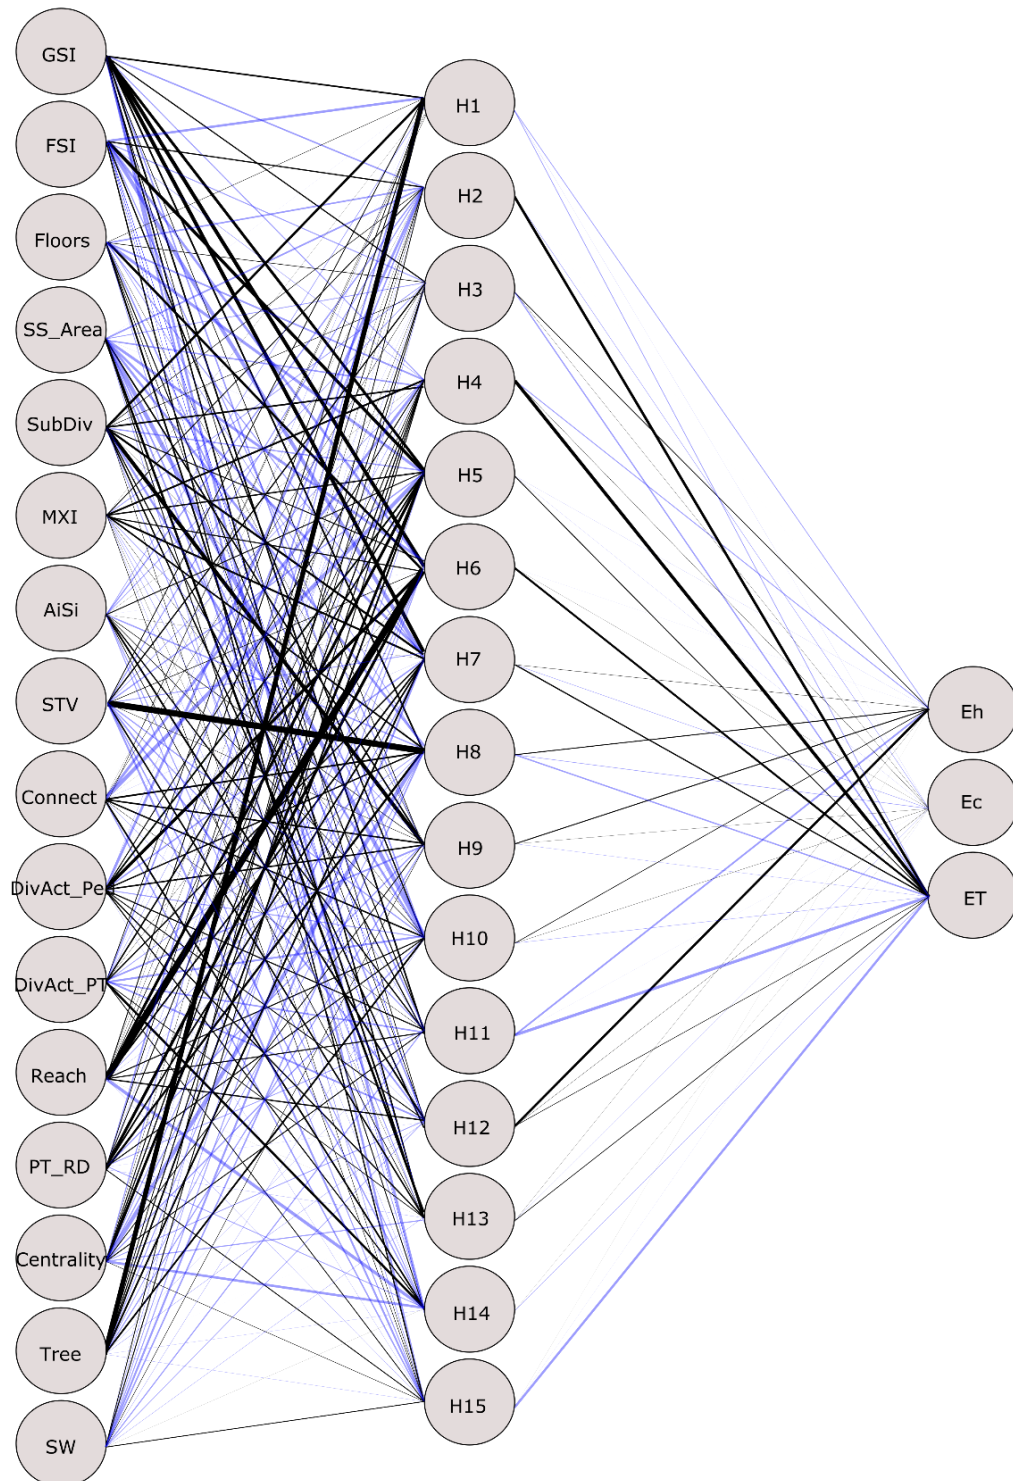 GSI
FSI
Floors
SS_Area
SubDiv
MXI
AiSi
STV
Connect
DivAct_Pe
DivAct_PT
Reach
PT_RD
Centrality
Tree
SW
H1
H2
H3
H4
H5
H6
H7
H8
H9
H10
H11
H12
H13
H14
H15
Eh
Ec
ET